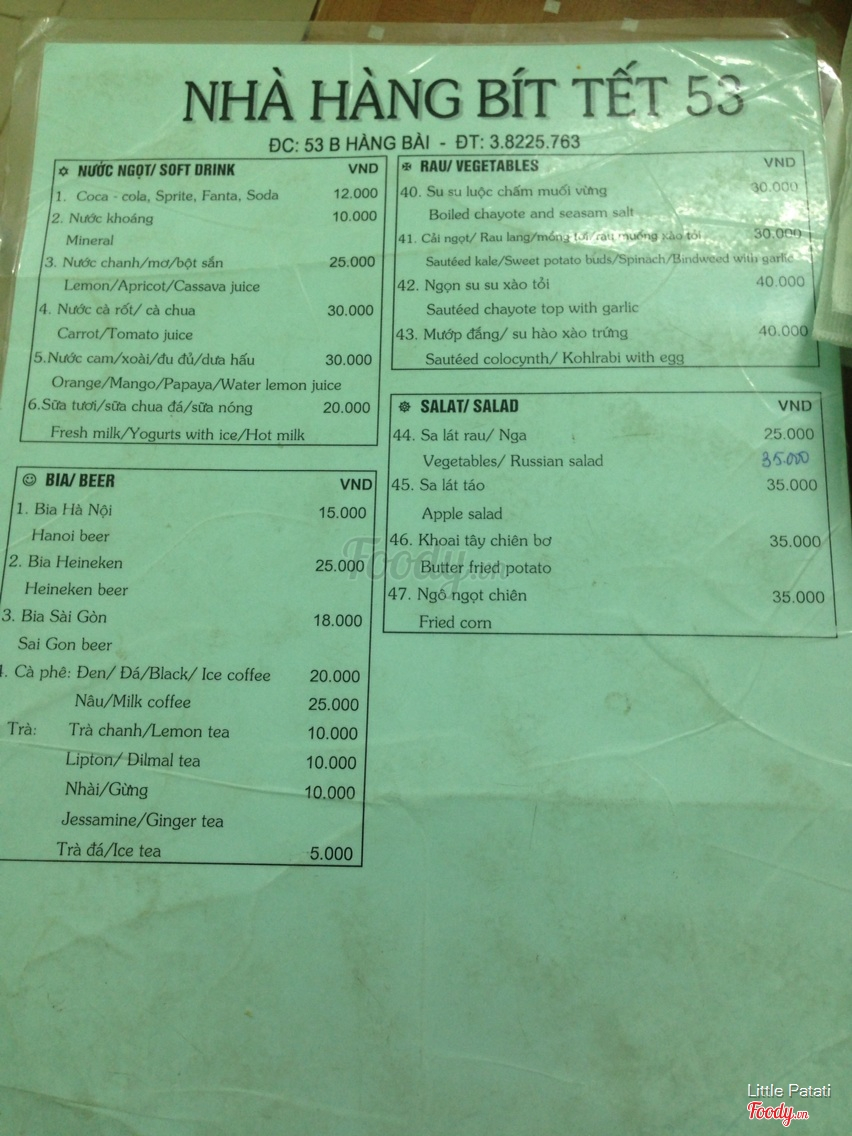 NHÀ HÀNG BÍT TẾT 53
ĐC: 53 B HÀNG BÀI - ĐT: 3.8225.763
NƯỚC NGỌT/ SOFT DRINK VND
1. Coca - cola, Sprite, Fanta, Soda 12.000
2. Nước khoáng 10.000
Mineral
3. Nước chanh/mơ/bột sắn 25.000
Lemon/Apricot/Cassava juice
4. Nước cà rốt/ cà chua 30.000
Carrot/Tomato juice
5.Nước cam/xoài/đu đủ/dưa hấu 30.000
Orange/Mango/Papaya/Water lemon juice
6.Sữa tươi/sữa chua đá/sữa nóng 20.000
Fresh milk/Yogurts with ice/Hot milk
BIA/ BEER VND
1. Bia Hà Nội 15.000
Hanoi beer
2. Bia Heineken 25.000
Heineken beer
3. Bia Sài Gòn 18.000
Sai Gon beer
4. Cà phê: Đen/ Đá/Black/ Ice coffee 20.000
Nâu/Milk coffee 25.000
Trà: Trà chanh/Lemon tea 10.000
Lipton/ Dilmal tea 10.000
Nhài/Gừng 10.000
Jessamine/Ginger tea
Trà đá/Ice tea 5.000
RAU/ VEGETABLES VND
40. Su su luộc chấm muối vừng 30.000
Boiled chayote and seasam salt
41. Cải ngọt/ Rau lang/mồng tơi/rau muống xào tỏi 30.000
Sautéed kale/Sweet potato buds/Spinach/Bindweed with garlic
42. Ngọn su su xào tỏi 40.000
Sautéed chayote top with garlic
43. Mướp đắng/ su hào xào trứng 40.000
Sautéed colocynth/ Kohlrabi with egg
SALAT/ SALAD VND
44. Sa lát rau/ Nga 25.000
Vegetables/ Russian salad 35.000
45. Sa lát táo 35.000
Apple salad
46. Khoai tây chiên bơ 35.000
Butter fried potato
47. Ngô ngọt chiên 35.000
Fried corn
Foody.vn
Little Patati
Foody.vn